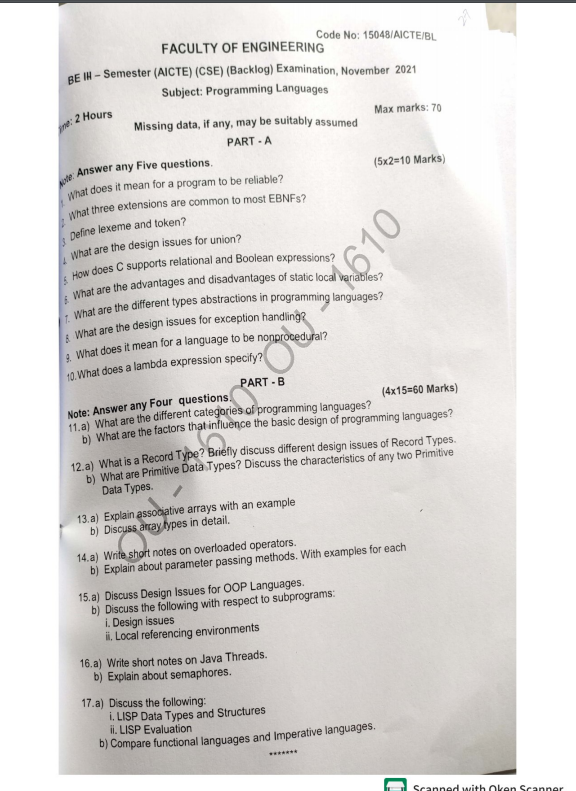 27
Code No: 15048/AICTE/BL
FACULTY OF ENGINEERING
BE III – Semester (AICTE) (CSE) (Backlog) Examination, November 2021
Subject: Programming Languages
me: 2 Hours
Max marks: 70
Missing data, if any, may be suitably assumed
PART - A
Note: Answer any Five questions.
(5x2=10 Marks)
1. What does it mean for a program to be reliable?
2. What three extensions are common to most EBNFs?
3. Define lexeme and token?
4. What are the design issues for union?
5. How does C supports relational and Boolean expressions?
6. What are the advantages and disadvantages of static local variables?
7. What are the different types abstractions in programming languages?
8. What are the design issues for exception handling?
9. What does it mean for a language to be nonprocedural?
10. What does a lambda expression specify?
PART - B
Note: Answer any Four questions.
(4x15=60 Marks)
11.a) What are the different categories of programming languages?
b) What are the factors that influence the basic design of programming languages?
12.a) What is a Record Type? Briefly discuss different design issues of Record Types.
b) What are Primitive Data Types? Discuss the characteristics of any two Primitive
Data Types.
13.a) Explain associative arrays with an example
b) Discuss array types in detail.
14.a) Write short notes on overloaded operators.
b) Explain about parameter passing methods. With examples for each
15.a) Discuss Design Issues for OOP Languages.
b) Discuss the following with respect to subprograms:
i. Design issues
ii. Local referencing environments
16.a) Write short notes on Java Threads.
b) Explain about semaphores.
17.a) Discuss the following:
i. LISP Data Types and Structures
ii. LISP Evaluation
b) Compare functional languages and Imperative languages.
*******
OU - 1610 OU - 1610
Scanned with Oken Scanner